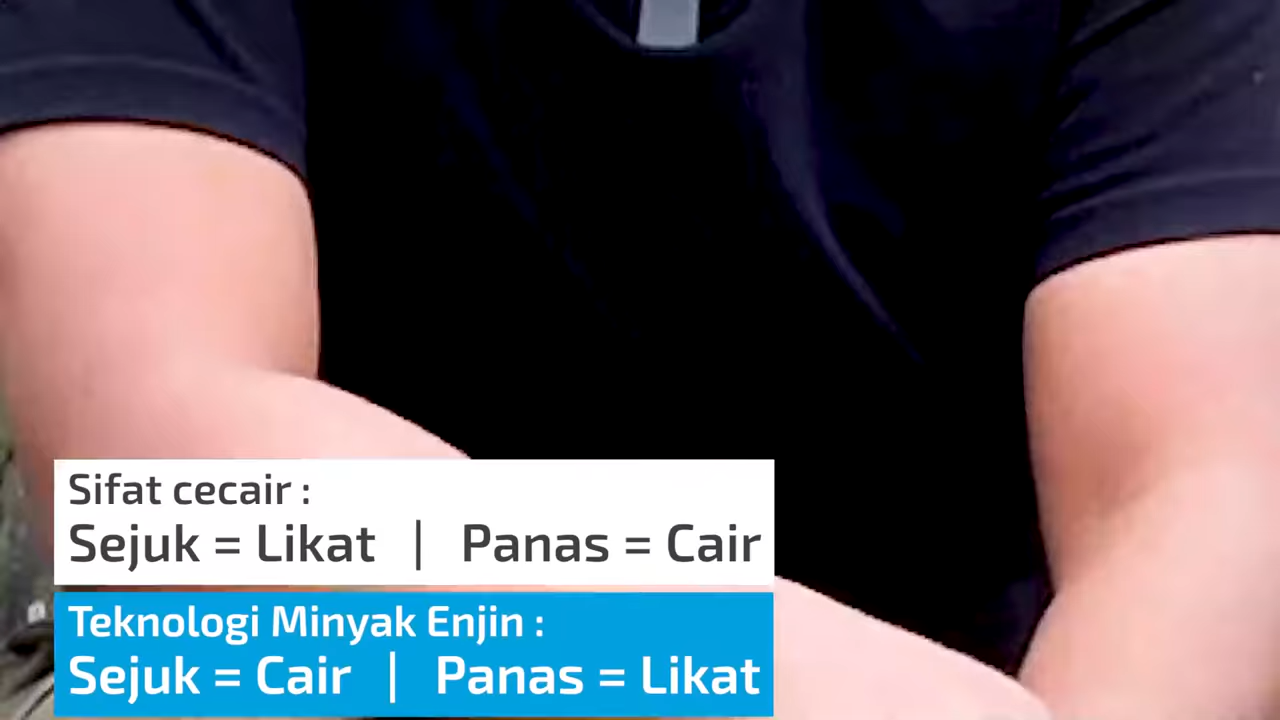 Sifat cecair :
Sejuk = Likat | Panas = Cair
Teknologi Minyak Enjin :
Sejuk = Cair | Panas = Likat